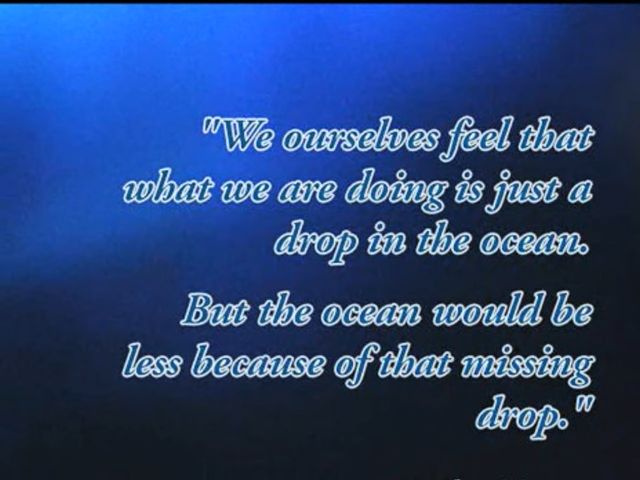 "We ourselves feel that
what we are doing is just a
drop in the ocean.
But the ocean would be
less because of that missing
drop."